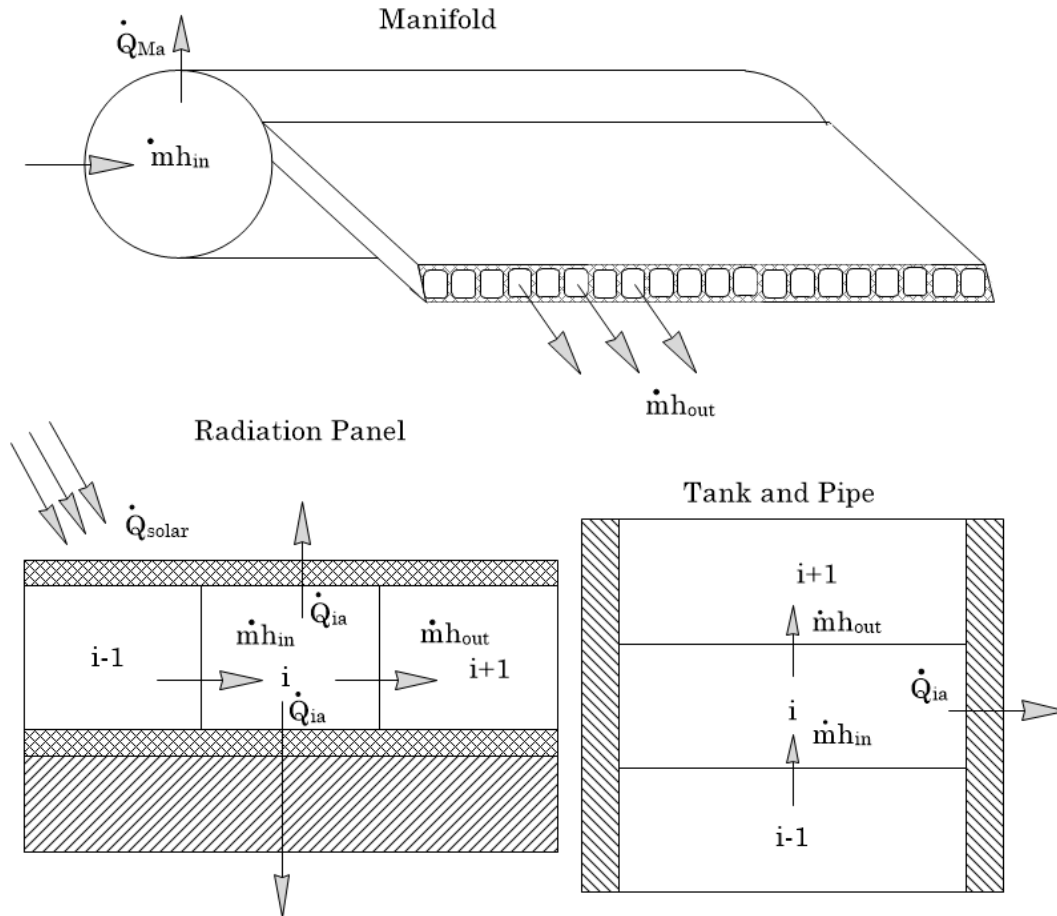 Manifold
Q̇Ma
ṁhin
ṁhout
Radiation Panel
Q̇solar
Q̇ia
ṁhin
ṁhout
i-1
i
i+1
Q̇ia
Tank and Pipe
i+1
ṁhout
Q̇ia
i
ṁhin
i-1